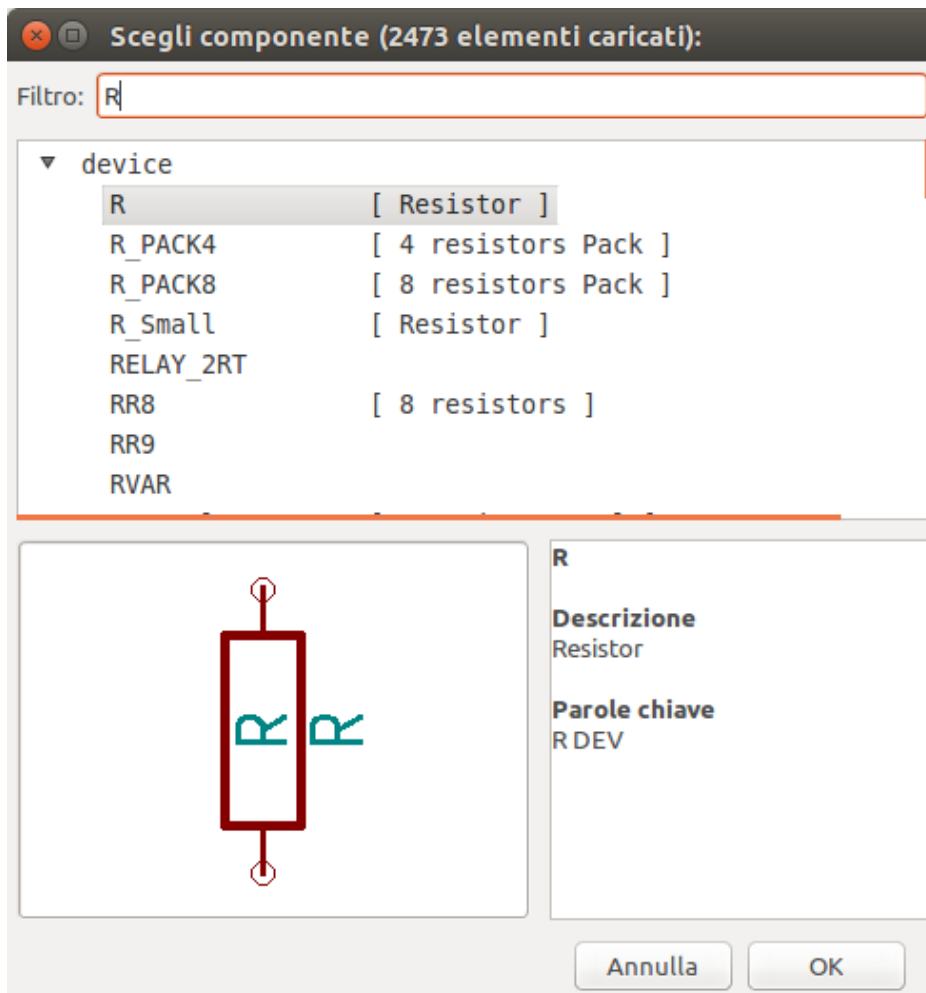 Scegli componente (2473 elementi caricati):
Filtro: R
device
R [ Resistor ]
R_PACK4 [ 4 resistors Pack ]
R_PACK8 [ 8 resistors Pack ]
R_Small [ Resistor ]
RELAY_2RT
RR8 [ 8 resistors ]
RR9
RVAR
R
R
R
Descrizione
Resistor
Parole chiave
R DEV
Annulla OK